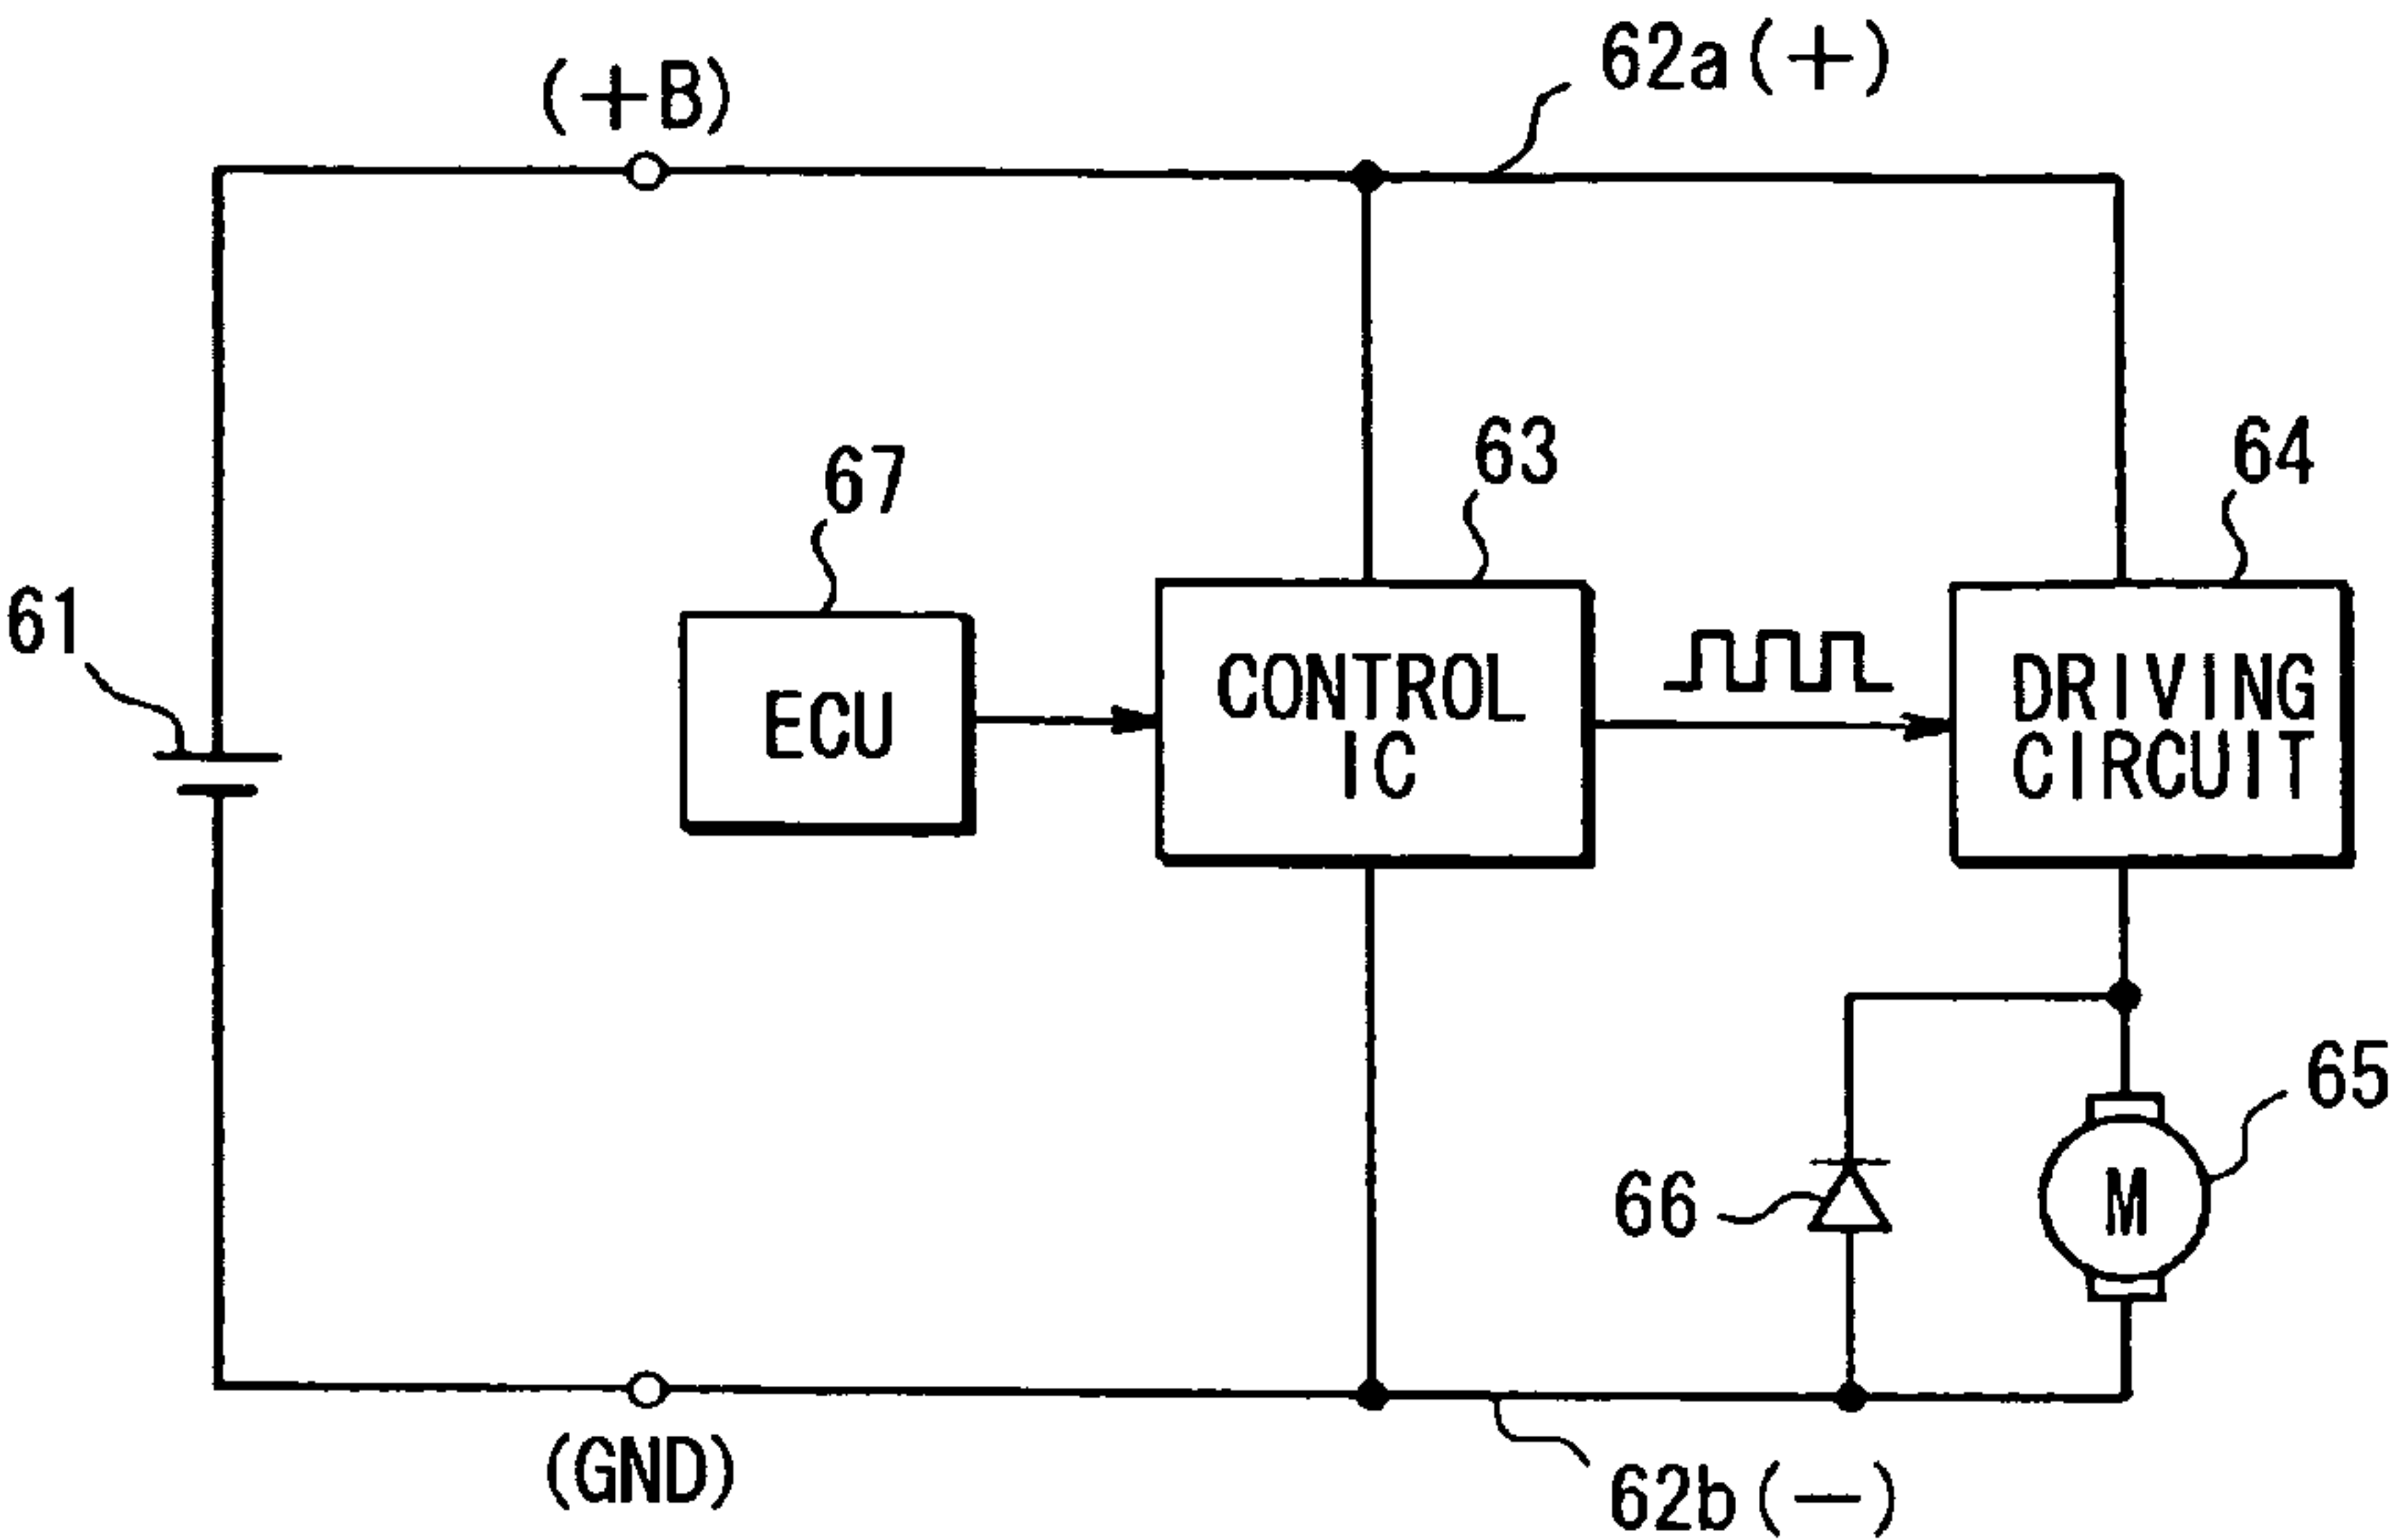 (+B)
62a(+)
67
63
64
61
ECU
CONTROL
IC
DRIVING
CIRCUIT
65
66
M
(GND)
62b(-)